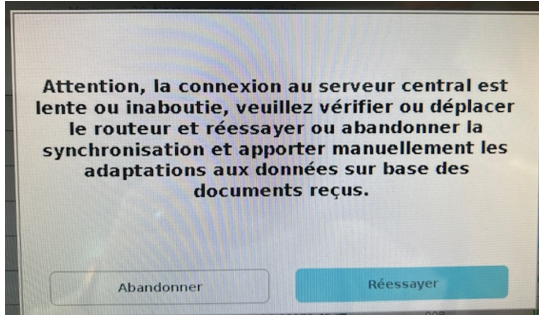 Attention, la connexion au serveur central est
lente ou inaboutie, veuillez vérifier ou déplacer
le routeur et réessayer ou abandonner la
synchronisation et apporter manuellement les
adaptations aux données sur base des
documents reçus.
Abandonner
Réessayer